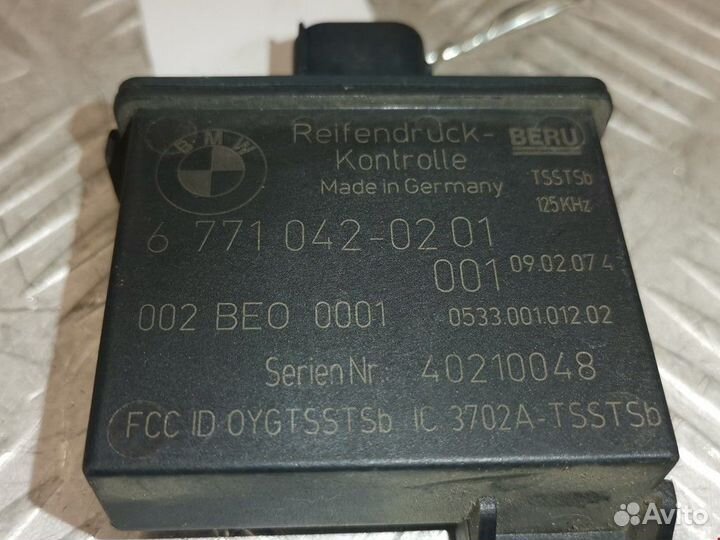 BMW
Reifendruck-
Kontrolle
Made in Germany
BERU
TSSTSb
125KHz
6 771 042-02 01
001 09.02.07 4
002 BEO 0001
0533.001.012.02
Serien Nr. 40210048
FCC ID OYGTSSTSb IC 3702A-TSSTSb
Avito